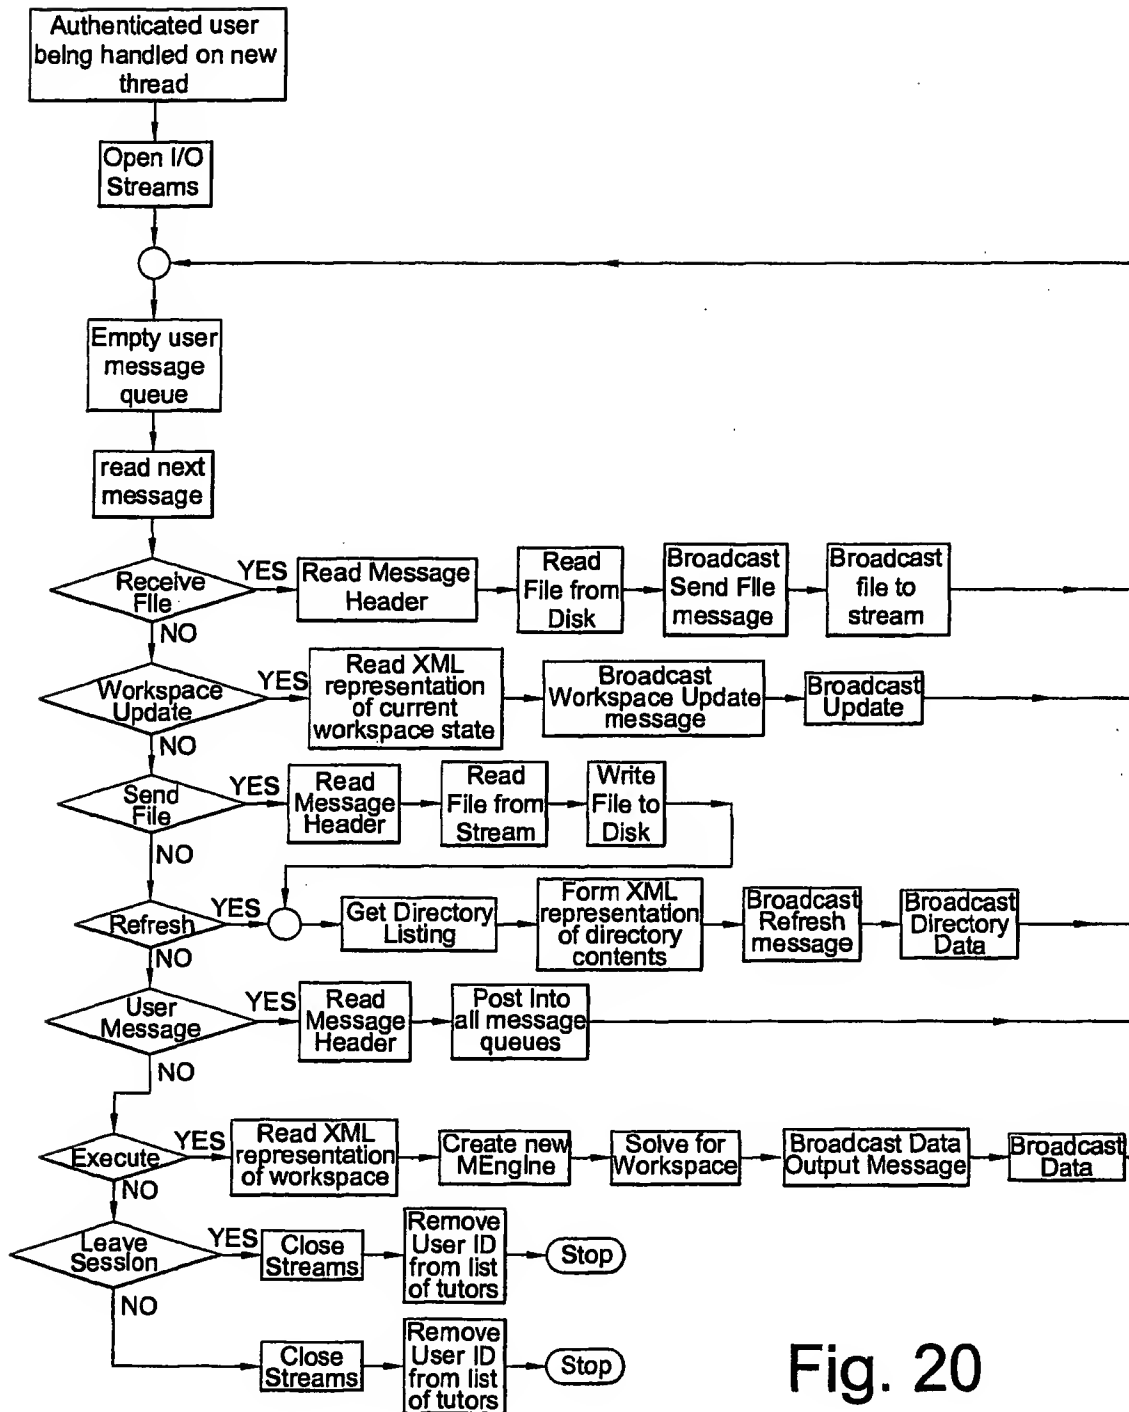 Authenticated user
being handled on new
thread
Open I/O
Streams
Empty user
message
queue
read next
message
Receive
File
YES
Read Message
Header
Read
File from
Disk
Broadcast
Send File
message
Broadcast
file to
stream
NO
Workspace
Update
YES
Read XML
representation
of current
workspace state
Broadcast
Workspace Update
message
Broadcast
Update
NO
Send
File
YES
Read
Message
Header
Read
File from
Stream
Write
File to
Disk
NO
Refresh
YES
Get Directory
Listing
Form XML
representation
of directory
contents
Broadcast
Refresh
message
Broadcast
Directory
Data
NO
User
Message
YES
Read
Message
Header
Post Into
all message
queues
NO
Execute
YES
Read XML
representation
of workspace
Create new
MEngine
Solve for
Workspace
Broadcast Data
Output Message
Broadcast
Data
NO
Leave
Session
YES
Close
Streams
Remove
User ID
from list
of tutors
Stop
NO
Close
Streams
Remove
User ID
from list
of tutors
Stop
Fig. 20